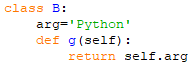 class B:
    arg='Python'
    def g(self):
        return self.arg